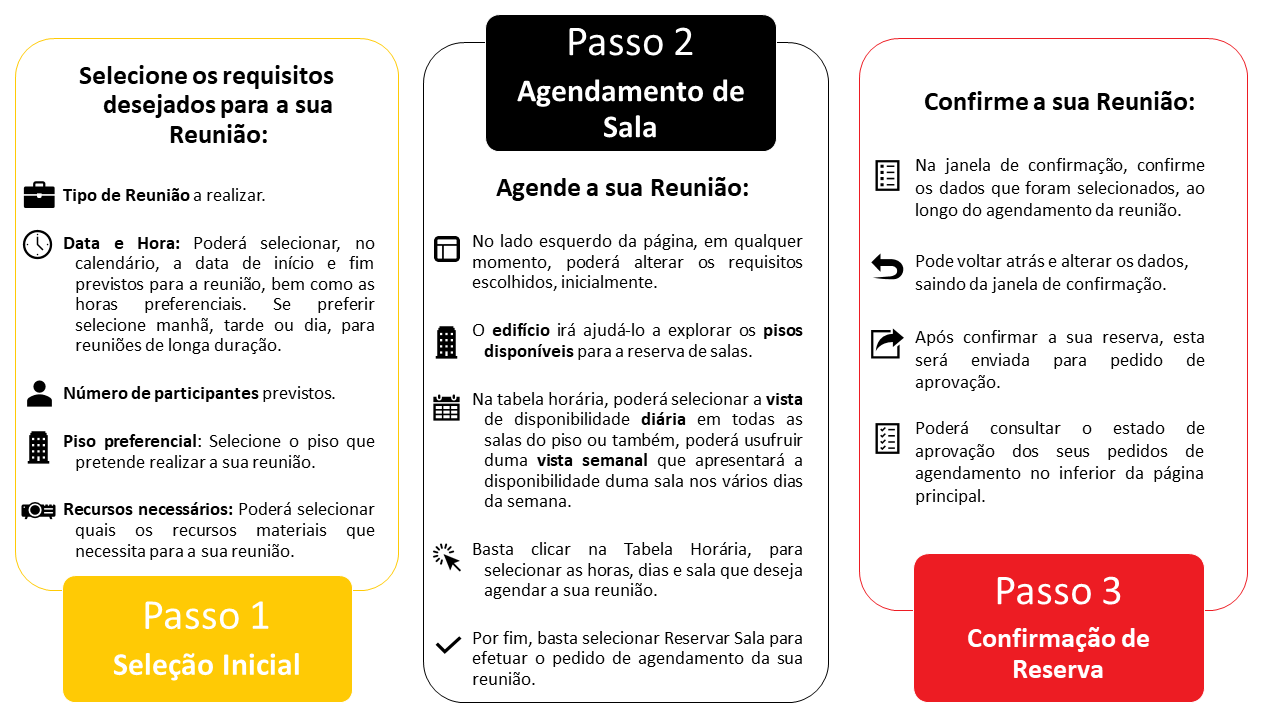 Selecione os requisitos
desejados para a sua
Reunião:
Tipo de Reunião a realizar.
Data e Hora: Poderá selecionar, no
calendário, a data de início e fim
previstos para a reunião, bem como as
horas preferenciais. Se preferir
selecione manhã, tarde ou dia, para
reuniões de longa duração.
Número de participantes previstos.
Piso preferencial: Selecione o piso que
pretende realizar a sua reunião.
Recursos necessários: Poderá selecionar
quais os recursos materiais que
necessita para a sua reunião.
Passo 1
Seleção Inicial
Passo 2
Agendamento de
Sala
Agende a sua Reunião:
No lado esquerdo da página, em qualquer
momento, poderá alterar os requisitos
escolhidos, inicialmente.
O edifício irá ajudá-lo a explorar os pisos
disponíveis para a reserva de salas.
Na tabela horária, poderá selecionar a vista
de disponibilidade diária em todas as
salas do piso ou também, poderá usufruir
duma vista semanal que apresentará a
disponibilidade duma sala nos vários dias
da semana.
Basta clicar na Tabela Horária, para
selecionar as horas, dias e sala que deseja
agendar a sua reunião.
Por fim, basta selecionar Reservar Sala para
efetuar o pedido de agendamento da sua
reunião.
Confirme a sua Reunião:
Na janela de confirmação, confirme
os dados que foram selecionados, ao
longo do agendamento da reunião.
Pode voltar atrás e alterar os dados,
saindo da janela de confirmação.
Após confirmar a sua reserva, esta
será enviada para pedido de
aprovação.
Poderá consultar o estado de
aprovação dos seus pedidos de
agendamento no inferior da página
principal.
Passo 3
Confirmação de
Reserva